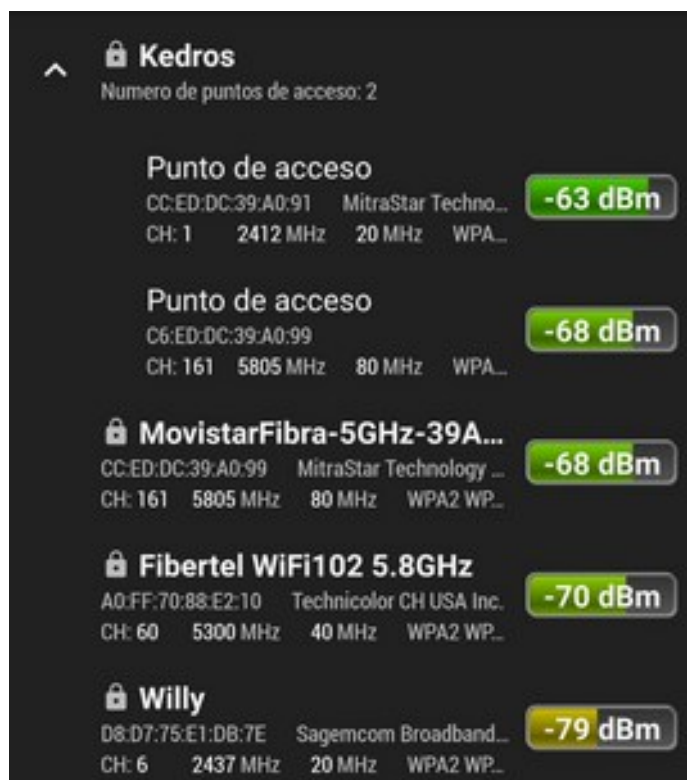 Kedros
Numero de puntos de acceso: 2
Punto de acceso
CC:ED:DC:39:A0:91 MitraStar Techno...
-63 dBm
CH: 1 2412 MHz 20 MHz WPA...
Punto de acceso
C6:ED:DC:39:A0:99
-68 dBm
CH: 161 5805 MHz 80 MHz WPA...
MovistarFibra-5GHz-39A...
CC:ED:DC:39:A0:99 MitraStar Technology ...
-68 dBm
CH: 161 5805 MHz 80 MHz WPA2 WP...
Fibertel WiFi102 5.8GHz
A0:FF:70:88:E2:10 Technicolor CH USA Inc.
-70 dBm
CH: 60 5300 MHz 40 MHz WPA2 WP...
Willy
D8:D7:75:E1:DB:7E Sagemcom Broadband...
-79 dBm
CH: 6 2437 MHz 20 MHz WPA2 WP...